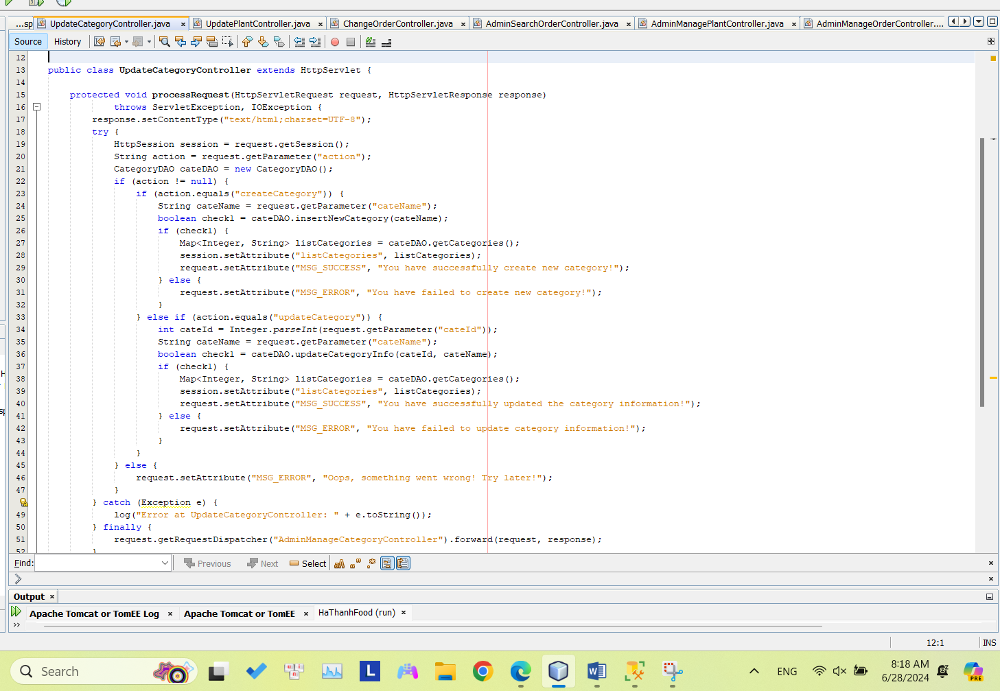 ...sp UpdateCategoryController.java × UpdatePlantController.java × ChangeOrderController.java × AdminSearchOrderController.java × AdminManagePlantController.java × AdminManageOrderController....
Source History
12
13 public class UpdateCategoryController extends HttpServlet {
14
15 protected void processRequest(HttpServletRequest request, HttpServletResponse response)
16 throws ServletException, IOException {
17 response.setContentType("text/html;charset=UTF-8");
18 try {
19 HttpSession session = request.getSession();
20 String action = request.getParameter("action");
21 CategoryDAO cateDAO = new CategoryDAO();
22 if (action != null) {
23 if (action.equals("createCategory")) {
24 String cateName = request.getParameter("cateName");
25 boolean check1 = cateDAO.insertNewCategory(cateName);
26 if (check1) {
27 Map<Integer, String> listCategories = cateDAO.getCategories();
28 session.setAttribute("listCategories", listCategories);
29 request.setAttribute("MSG_SUCCESS", "You have successfully create new category!");
30 } else {
31 request.setAttribute("MSG_ERROR", "You have failed to create new category!");
32 }
33 } else if (action.equals("updateCategory")) {
34 int cateId = Integer.parseInt(request.getParameter("cateId"));
35 String cateName = request.getParameter("cateName");
36 boolean check1 = cateDAO.updateCategoryInfo(cateId, cateName);
37 if (check1) {
38 Map<Integer, String> listCategories = cateDAO.getCategories();
39 session.setAttribute("listCategories", listCategories);
40 request.setAttribute("MSG_SUCCESS", "You have successfully updated the category information!");
41 } else {
42 request.setAttribute("MSG_ERROR", "You have failed to update category information!");
43 }
44 }
45 } else {
46 request.setAttribute("MSG_ERROR", "Oops, something went wrong! Try later!");
47 }
} catch (Exception e) {
49 log("Error at UpdateCategoryController: " + e.toString());
50 } finally {
51 request.getRequestDispatcher("AdminManageCategoryController").forward(request, response);
52 }
Find: Previous Next Select
Output ×
Apache Tomcat or TomEE Log × Apache Tomcat or TomEE × HaThanhFood (run) ×
12:1 INS
Search ENG 8:18 AM
6/28/2024
PRE